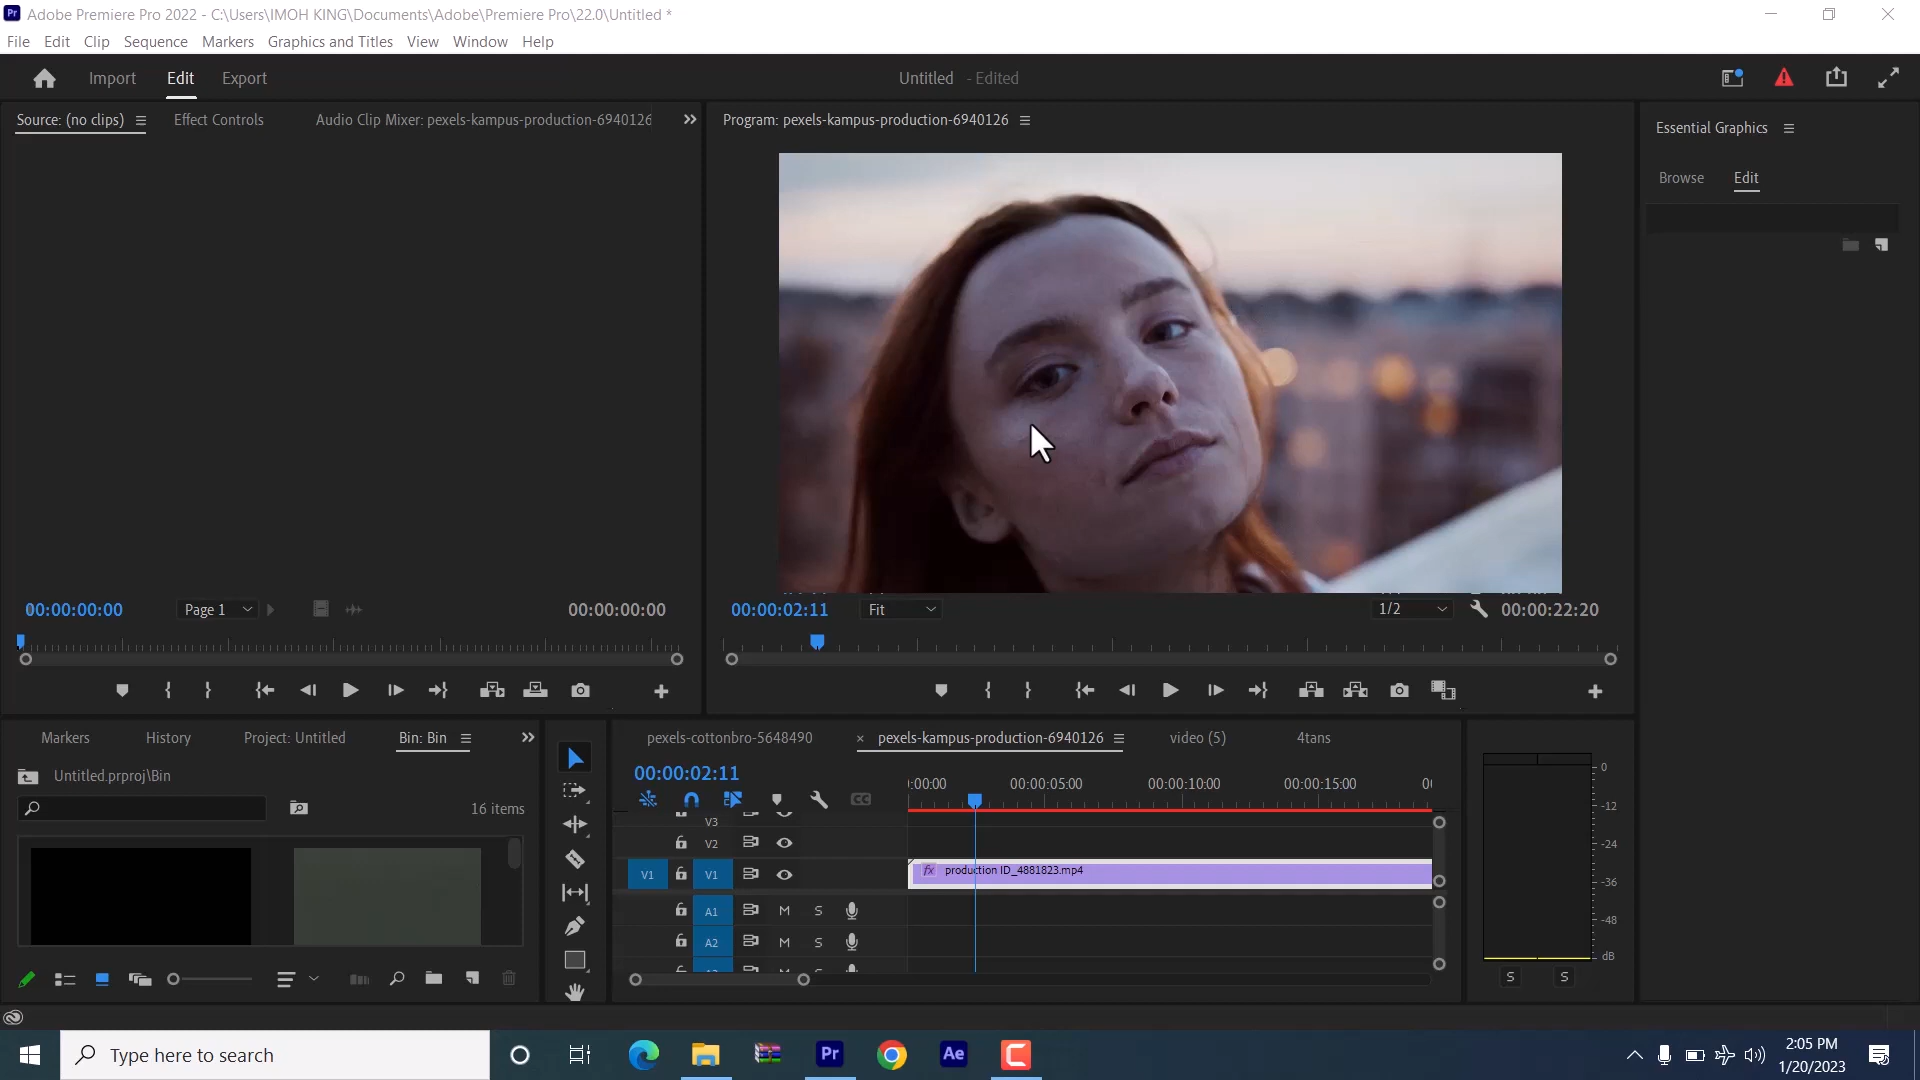 Pr Adobe Premiere Pro 2022 - C:\Users\IMOH KING\Documents\Adobe\Premiere Pro\22.0\Untitled *
File Edit Clip Sequence Markers Graphics and Titles View Window Help
Import Edit Export
Untitled - Edited
Source: (no clips) Effect Controls Audio Clip Mixer: pexels-kampus-production-6940126
Program: pexels-kampus-production-6940126
Essential Graphics
Browse Edit
00:00:00:00 Page 1 00:00:00:00
00:00:02:11 Fit 1/2 00:00:22:20
Markers History Project: Untitled Bin: Bin
Untitled.prproj\Bin
16 items
pexels-cottonbro-5648490 × pexels-kampus-production-6940126 video (5) 4tans
00:00:02:11
:00:00 00:00:05:00 00:00:10:00 00:00:15:00
CC
V3
V2
V1 V1 fx production ID_4881823.mp4
A1 M S
A2 M S
0
-12
-24
-36
-48
dB
S S
Type here to search
Pr Ae
2:05 PM
1/20/2023